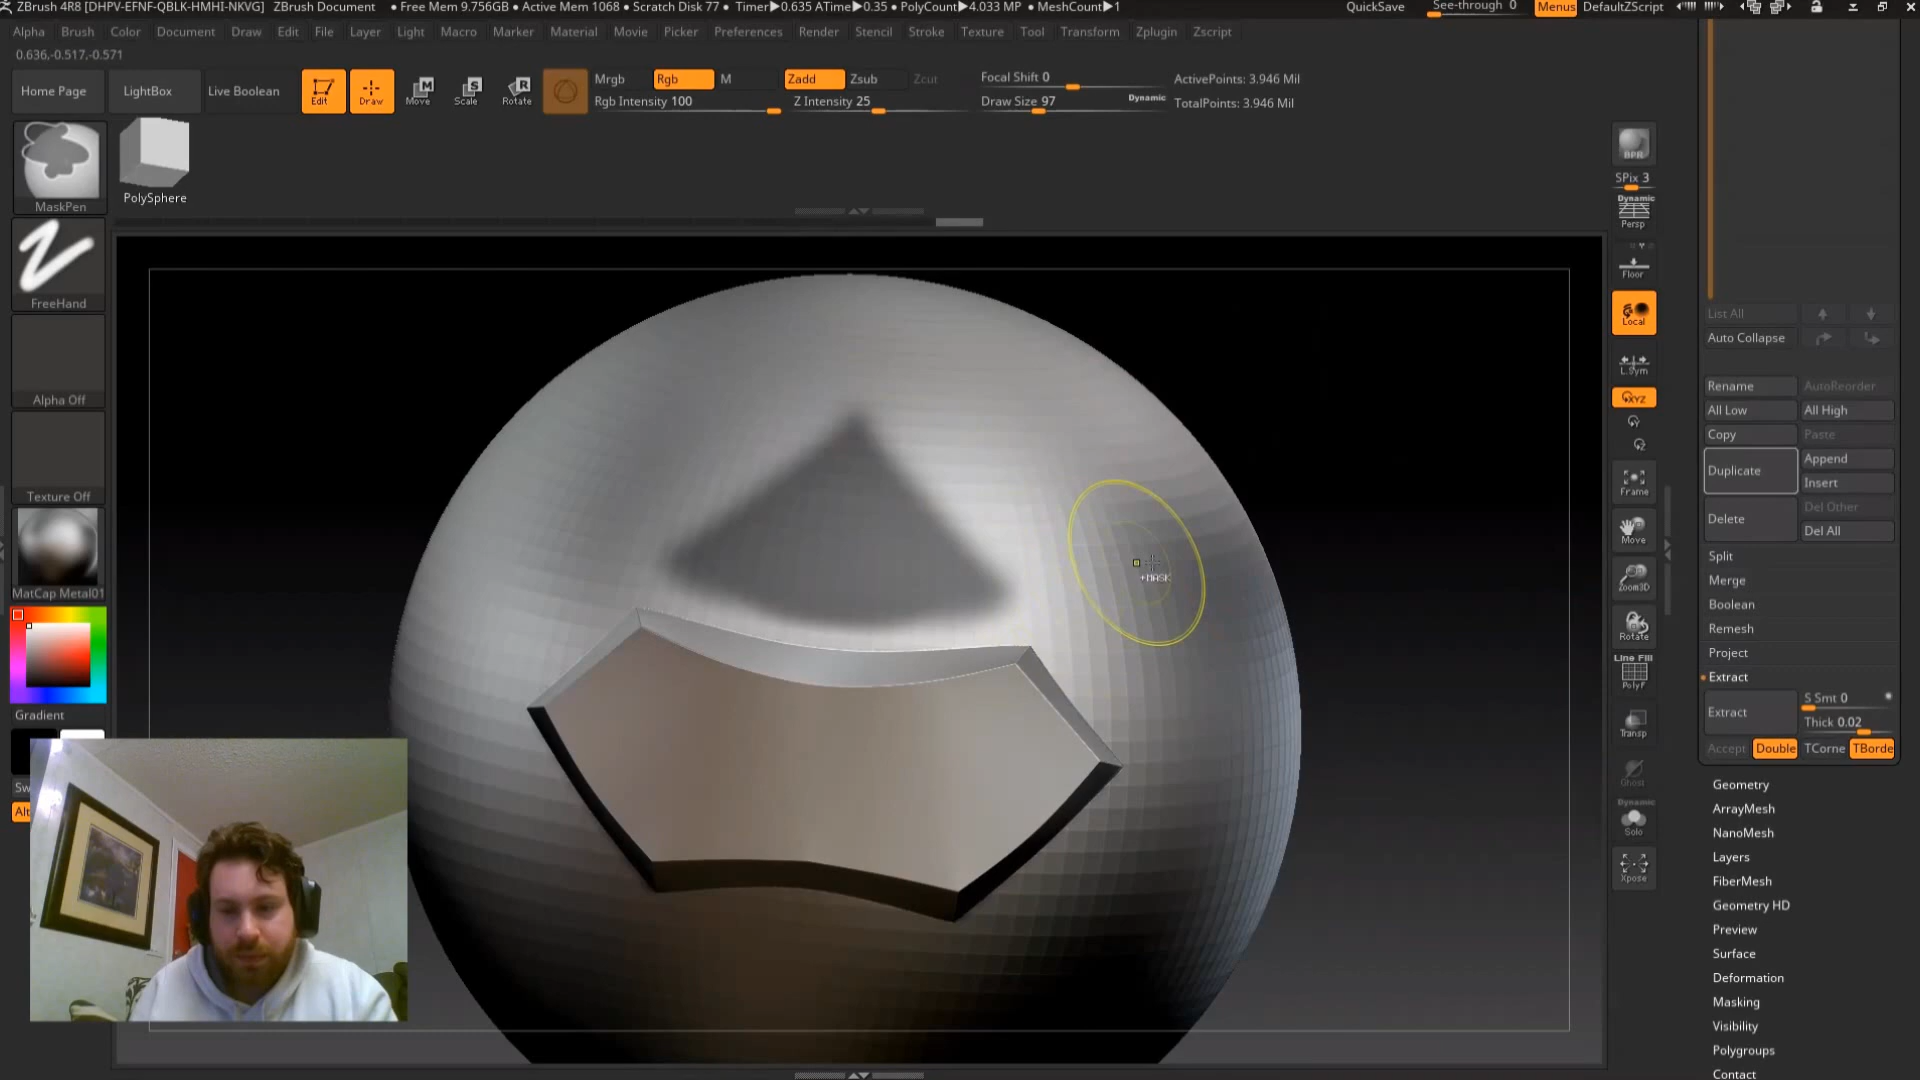 ZBrush 4R8 [DHPV-EFNF-QBLK-HMHI-NKVG] ZBrush Document • Free Mem 9.756GB • Active Mem 1068 • Scratch Disk 77 • Timer▶0.635 ATime▶0.35 • PolyCount▶4.033 MP • MeshCount▶1 QuickSave See-through 0 Menus DefaultZScript
Alpha Brush Color Document Draw Edit File Layer Light Macro Marker Material Movie Picker Preferences Render Stencil Stroke Texture Tool Transform Zplugin Zscript
0.636,-0.517,-0.571
Home Page LightBox Live Boolean Edit Draw Move Scale Rotate
Mrgb Rgb M Zadd Zsub Zcut Focal Shift 0 ActivePoints: 3.946 Mil
Rgb Intensity 100 Z Intensity 25 Draw Size 97 Dynamic TotalPoints: 3.946 Mil
MaskPen
PolySphere
FreeHand
Alpha Off
Texture Off
MatCap Metal01
Gradient
Sw
Alt
+MASK
BPR
SPix 3
Dynamic
Persp
Floor
Local
L.Sym
XYZ
Frame
Move
Zoom3D
Rotate
Line Fill
PolyF
Transp
Ghost
Dynamic
Solo
Xpose
List All
Auto Collapse
Rename AutoReorder
All Low All High
Copy Paste
Duplicate Append
Insert
Delete Del Other
Del All
Split
Merge
Boolean
Remesh
Project
Extract
Extract S Smt 0
Thick 0.02
Accept Double TCorne TBorde
Geometry
ArrayMesh
NanoMesh
Layers
FiberMesh
Geometry HD
Preview
Surface
Deformation
Masking
Visibility
Polygroups
Contact